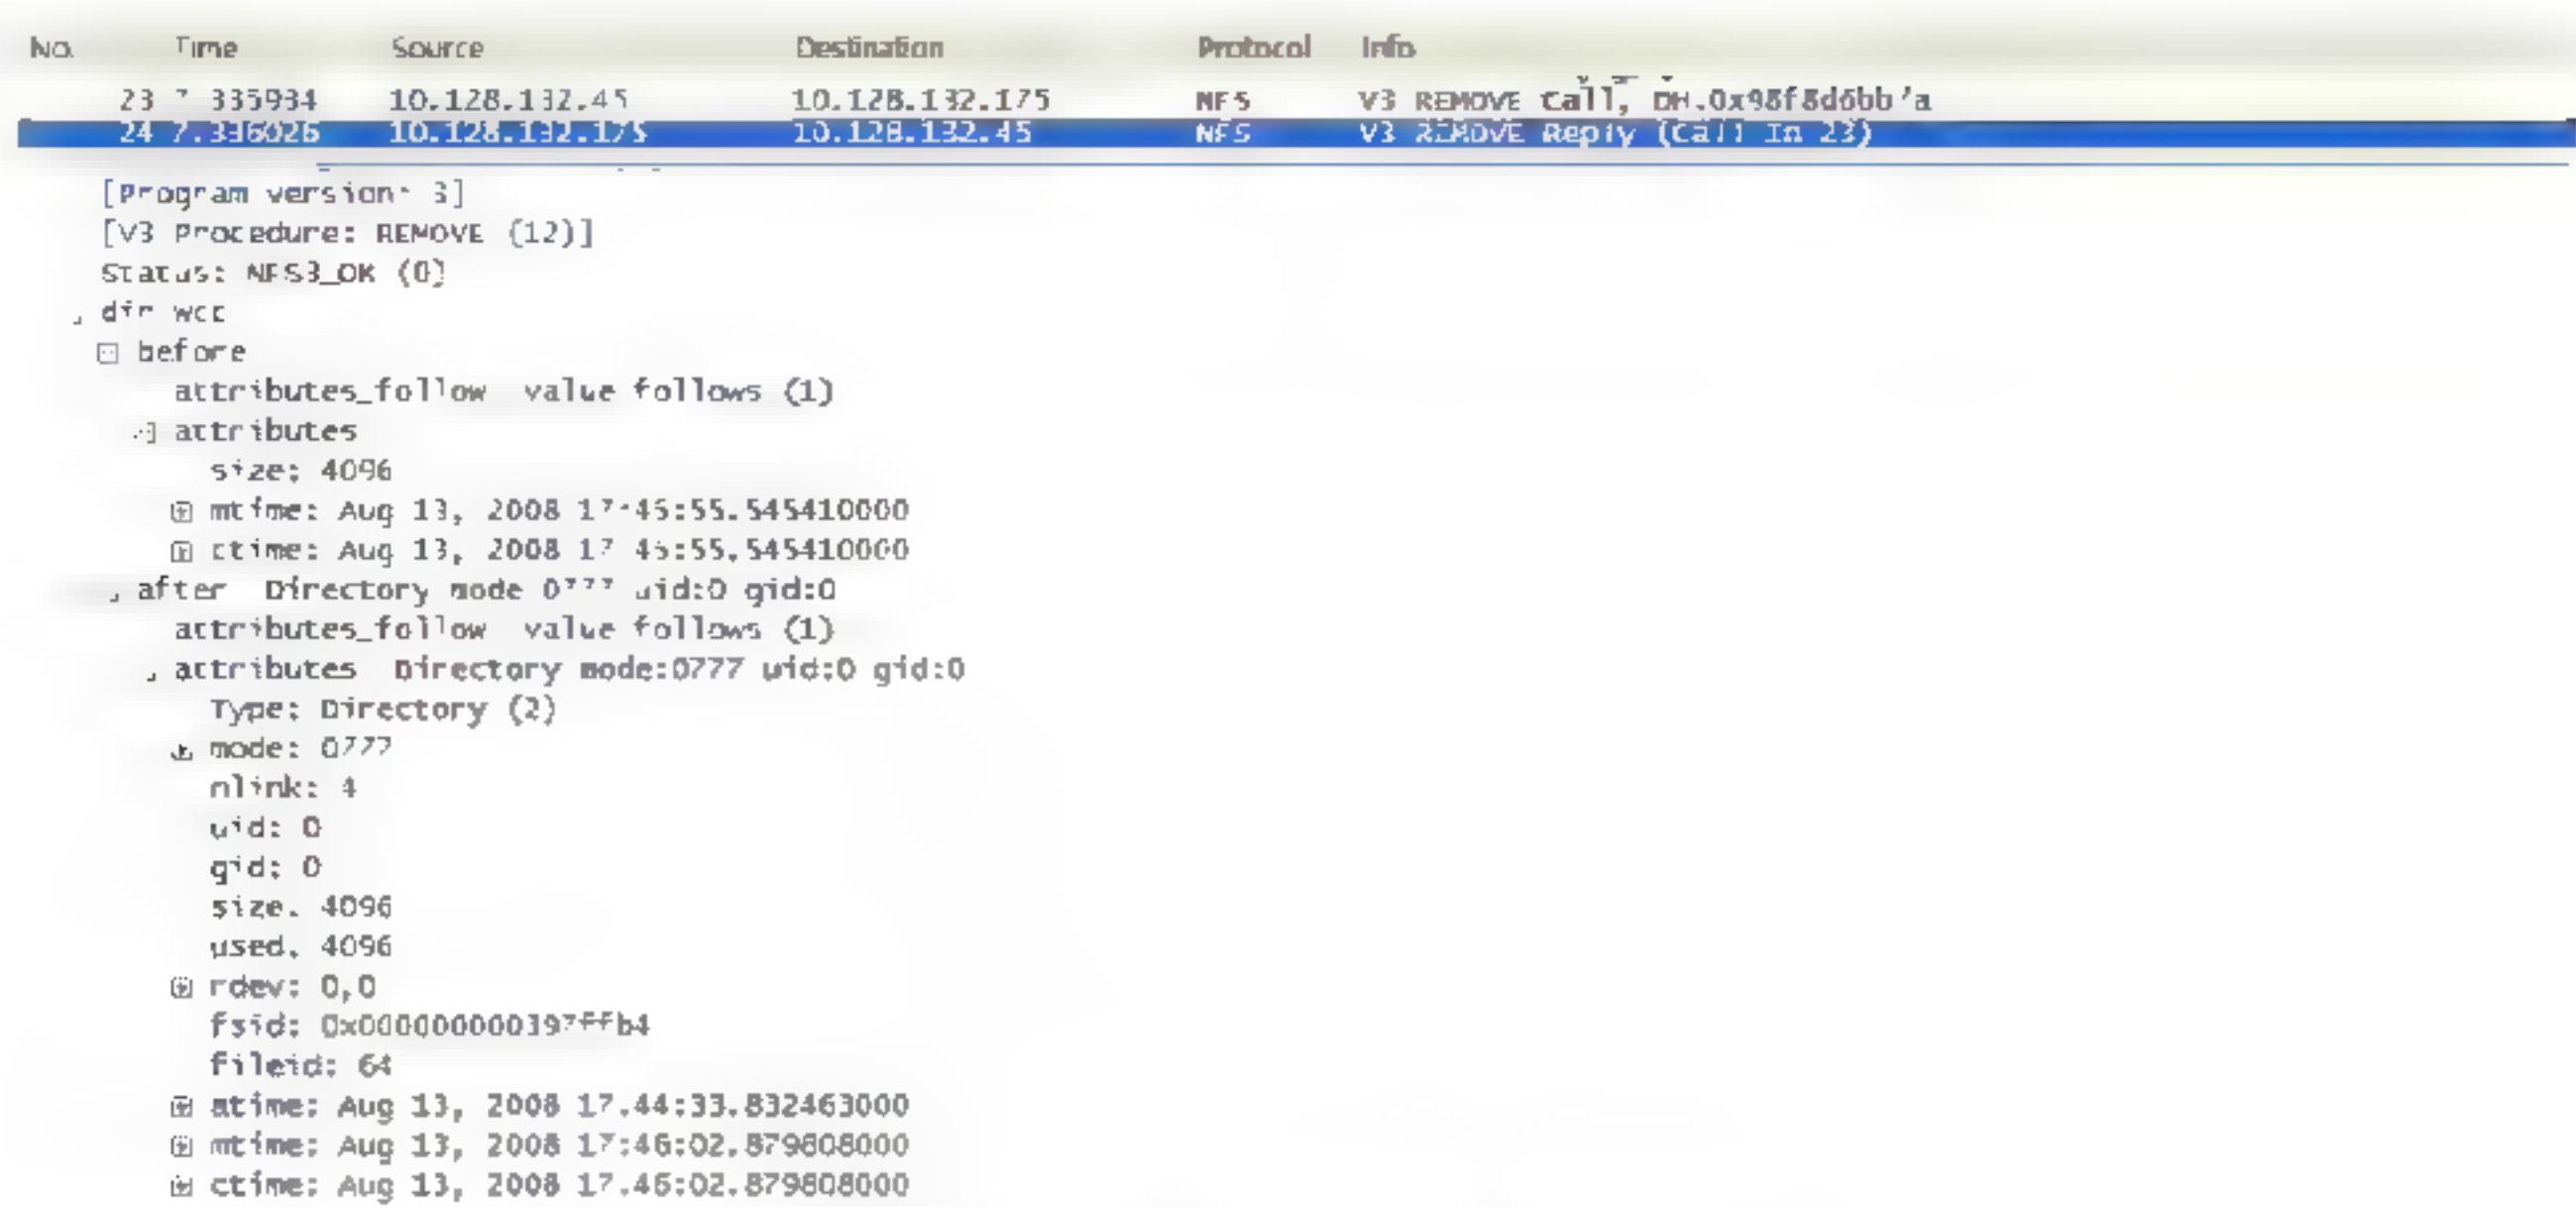 No. Time Source Destination Protocol Info
23 7.335934 10.128.132.45 10.128.132.175 NFS V3 REMOVE Call, DH:0x98f8d6bb/a
24 7.336026 10.128.132.175 10.128.132.45 NFS V3 REMOVE Reply (Call In 23)
[Program Version: 3]
[V3 Procedure: REMOVE (12)]
Status: NFS3_OK (0)
dir_wcc
before
attributes_follow value follows (1)
attributes
size: 4096
mtime: Aug 13, 2008 17:45:55.545410000
ctime: Aug 13, 2008 17:45:55.545410000
after Directory mode:0777 uid:0 gid:0
attributes_follow value follows (1)
attributes Directory mode:0777 uid:0 gid:0
Type: Directory (2)
mode: 0777
nlink: 4
uid: 0
gid: 0
size: 4096
used: 4096
rdev: 0,0
fsid: 0x000000000397ffb4
fileid: 64
atime: Aug 13, 2008 17:44:33.832463000
mtime: Aug 13, 2008 17:46:02.879808000
ctime: Aug 13, 2008 17:46:02.879808000